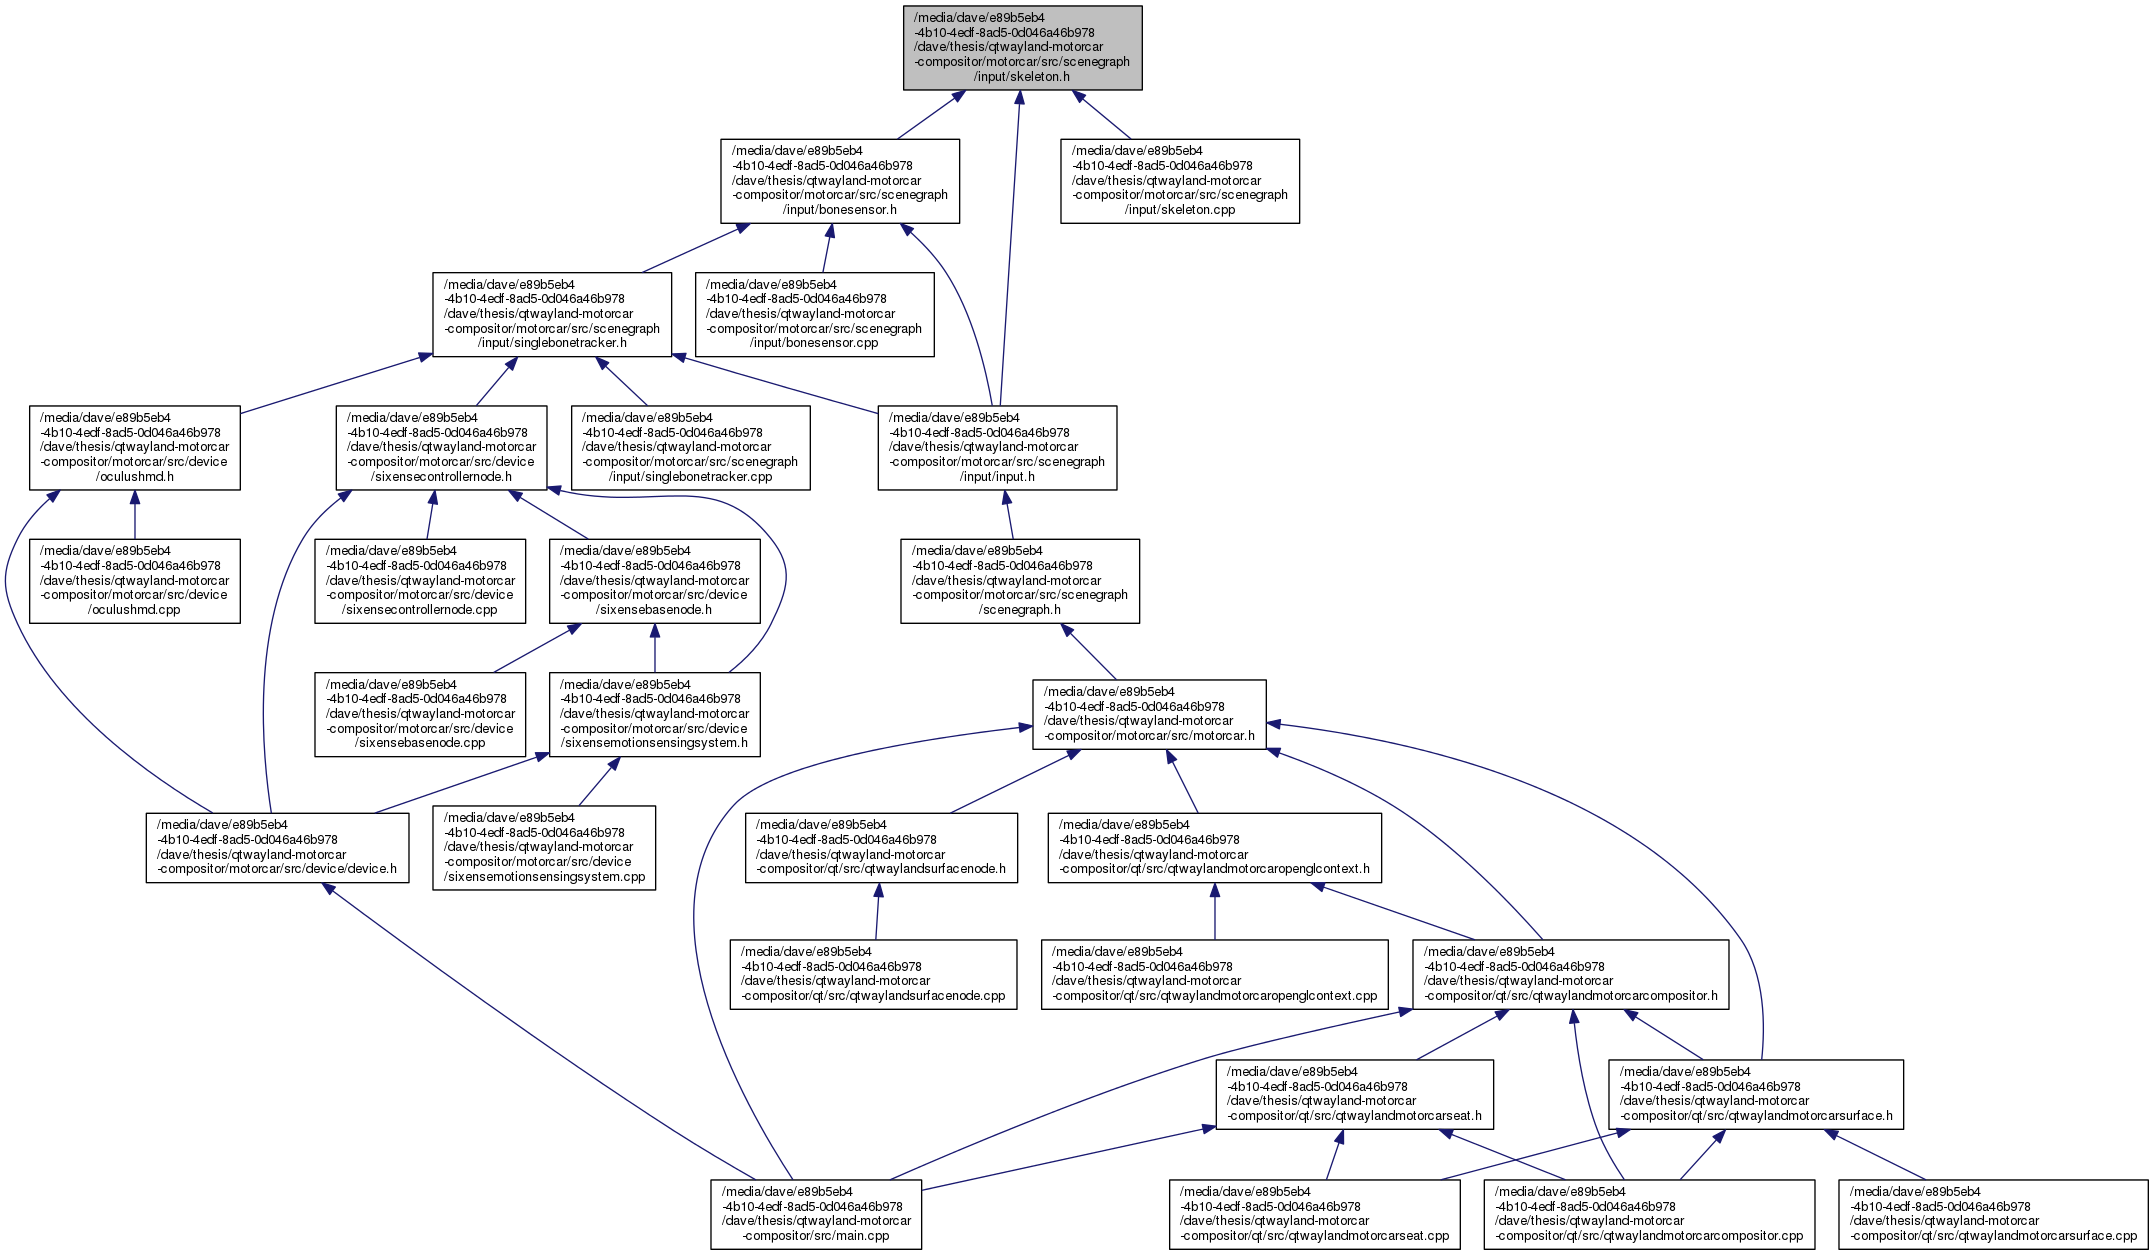 /media/dave/e89b5eb4
-4b10-4edf-8ad5-0d046a46b978
/dave/thesis/qtwayland-motorcar
-compositor/motorcar/src/scenegraph
/input/skeleton.h
/media/dave/e89b5eb4
-4b10-4edf-8ad5-0d046a46b978
/dave/thesis/qtwayland-motorcar
-compositor/motorcar/src/scenegraph
/input/bonesensor.h
/media/dave/e89b5eb4
-4b10-4edf-8ad5-0d046a46b978
/dave/thesis/qtwayland-motorcar
-compositor/motorcar/src/scenegraph
/input/skeleton.cpp
/media/dave/e89b5eb4
-4b10-4edf-8ad5-0d046a46b978
/dave/thesis/qtwayland-motorcar
-compositor/motorcar/src/scenegraph
/input/singlebonetracker.h
/media/dave/e89b5eb4
-4b10-4edf-8ad5-0d046a46b978
/dave/thesis/qtwayland-motorcar
-compositor/motorcar/src/scenegraph
/input/bonesensor.cpp
/media/dave/e89b5eb4
-4b10-4edf-8ad5-0d046a46b978
/dave/thesis/qtwayland-motorcar
-compositor/motorcar/src/device
/oculushmd.h
/media/dave/e89b5eb4
-4b10-4edf-8ad5-0d046a46b978
/dave/thesis/qtwayland-motorcar
-compositor/motorcar/src/device
/sixensecontrollernode.h
/media/dave/e89b5eb4
-4b10-4edf-8ad5-0d046a46b978
/dave/thesis/qtwayland-motorcar
-compositor/motorcar/src/scenegraph
/input/singlebonetracker.cpp
/media/dave/e89b5eb4
-4b10-4edf-8ad5-0d046a46b978
/dave/thesis/qtwayland-motorcar
-compositor/motorcar/src/scenegraph
/input/input.h
/media/dave/e89b5eb4
-4b10-4edf-8ad5-0d046a46b978
/dave/thesis/qtwayland-motorcar
-compositor/motorcar/src/device
/oculushmd.cpp
/media/dave/e89b5eb4
-4b10-4edf-8ad5-0d046a46b978
/dave/thesis/qtwayland-motorcar
-compositor/motorcar/src/device
/sixensecontrollernode.cpp
/media/dave/e89b5eb4
-4b10-4edf-8ad5-0d046a46b978
/dave/thesis/qtwayland-motorcar
-compositor/motorcar/src/device
/sixensebasenode.h
/media/dave/e89b5eb4
-4b10-4edf-8ad5-0d046a46b978
/dave/thesis/qtwayland-motorcar
-compositor/motorcar/src/scenegraph
/scenegraph.h
/media/dave/e89b5eb4
-4b10-4edf-8ad5-0d046a46b978
/dave/thesis/qtwayland-motorcar
-compositor/motorcar/src/device
/sixensebasenode.cpp
/media/dave/e89b5eb4
-4b10-4edf-8ad5-0d046a46b978
/dave/thesis/qtwayland-motorcar
-compositor/motorcar/src/device
/sixensemotionsensingsystem.h
/media/dave/e89b5eb4
-4b10-4edf-8ad5-0d046a46b978
/dave/thesis/qtwayland-motorcar
-compositor/motorcar/src/motorcar.h
/media/dave/e89b5eb4
-4b10-4edf-8ad5-0d046a46b978
/dave/thesis/qtwayland-motorcar
-compositor/motorcar/src/device/device.h
/media/dave/e89b5eb4
-4b10-4edf-8ad5-0d046a46b978
/dave/thesis/qtwayland-motorcar
-compositor/motorcar/src/device
/sixensemotionsensingsystem.cpp
/media/dave/e89b5eb4
-4b10-4edf-8ad5-0d046a46b978
/dave/thesis/qtwayland-motorcar
-compositor/qt/src/qtwaylandsurfacenode.h
/media/dave/e89b5eb4
-4b10-4edf-8ad5-0d046a46b978
/dave/thesis/qtwayland-motorcar
-compositor/qt/src/qtwaylandmotorcaropenglcontext.h
/media/dave/e89b5eb4
-4b10-4edf-8ad5-0d046a46b978
/dave/thesis/qtwayland-motorcar
-compositor/qt/src/qtwaylandsurfacenode.cpp
/media/dave/e89b5eb4
-4b10-4edf-8ad5-0d046a46b978
/dave/thesis/qtwayland-motorcar
-compositor/qt/src/qtwaylandmotorcaropenglcontext.cpp
/media/dave/e89b5eb4
-4b10-4edf-8ad5-0d046a46b978
/dave/thesis/qtwayland-motorcar
-compositor/qt/src/qtwaylandmotorcarcompositor.h
/media/dave/e89b5eb4
-4b10-4edf-8ad5-0d046a46b978
/dave/thesis/qtwayland-motorcar
-compositor/qt/src/qtwaylandmotorcarseat.h
/media/dave/e89b5eb4
-4b10-4edf-8ad5-0d046a46b978
/dave/thesis/qtwayland-motorcar
-compositor/qt/src/qtwaylandmotorcarsurface.h
/media/dave/e89b5eb4
-4b10-4edf-8ad5-0d046a46b978
/dave/thesis/qtwayland-motorcar
-compositor/src/main.cpp
/media/dave/e89b5eb4
-4b10-4edf-8ad5-0d046a46b978
/dave/thesis/qtwayland-motorcar
-compositor/qt/src/qtwaylandmotorcarseat.cpp
/media/dave/e89b5eb4
-4b10-4edf-8ad5-0d046a46b978
/dave/thesis/qtwayland-motorcar
-compositor/qt/src/qtwaylandmotorcarcompositor.cpp
/media/dave/e89b5eb4
-4b10-4edf-8ad5-0d046a46b978
/dave/thesis/qtwayland-motorcar
-compositor/qt/src/qtwaylandmotorcarsurface.cpp